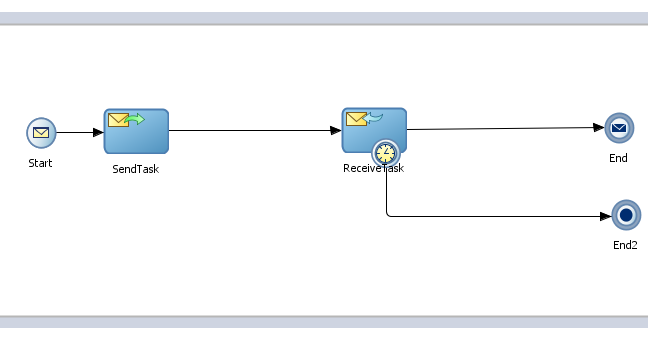 Start
SendTask
ReceiveTask
End
End2